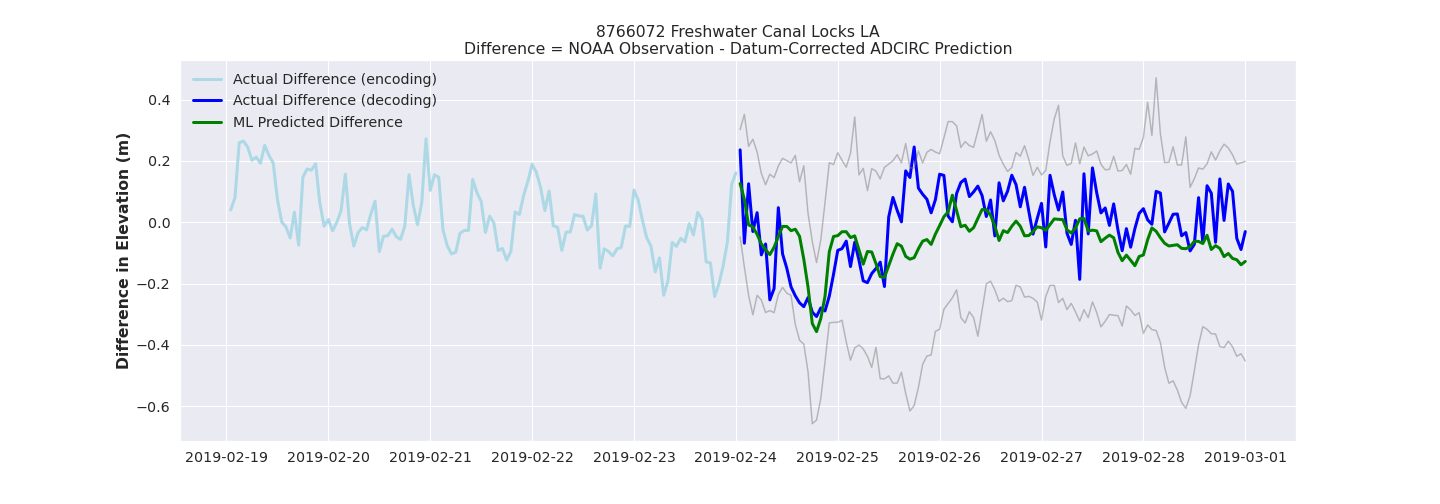 8766072 Freshwater Canal Locks LA
Difference = NOAA Observation - Datum-Corrected ADCIRC Prediction
Actual Difference (encoding)
Actual Difference (decoding)
ML Predicted Difference
Difference in Elevation (m)
0.4
0.2
0.0
−0.2
−0.4
−0.6
2019-02-19 2019-02-20 2019-02-21 2019-02-22 2019-02-23 2019-02-24 2019-02-25 2019-02-26 2019-02-27 2019-02-28 2019-03-01